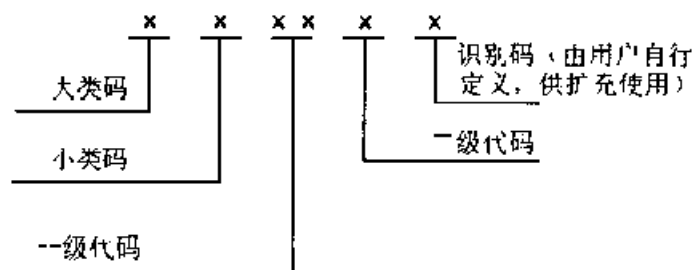 × × ×× × ×
识别码（由用户自行
定义，供扩充使用）
大类码
一级代码
小类码
一级代码